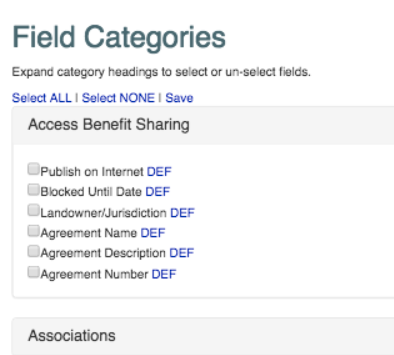 Field Categories
Expand category headings to select or un-select fields.
Select ALL | Select NONE | Save
Access Benefit Sharing
Publish on Internet DEF
Blocked Until Date DEF
Landowner/Jurisdiction DEF
Agreement Name DEF
Agreement Description DEF
Agreement Number DEF
Associations